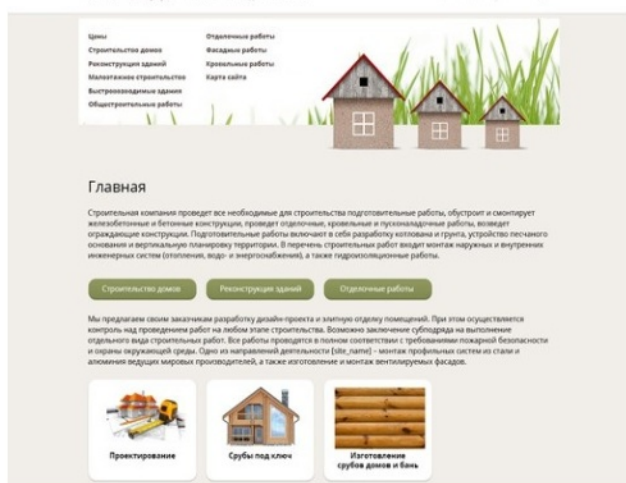 Цены
Строительство домов
Реконструкция зданий
Малоэтажное строительство
Быстровозводимые здания
Общестроительные работы
Отделочные работы
Фасадные работы
Кровельные работы
Карта сайта
Главная
Строительная компания проведет все необходимые для строительства подготовительные работы, обустроит и смонтирует
железобетонные и бетонные конструкции, проведет отделочные, кровельные и пусконаладочные работы, возведет
ограждающие конструкции. Подготовительные работы включают в себя разработку котлована и грунта, устройство песчаного
основания и вертикальную планировку территории. В перечень строительных работ входит монтаж наружных и внутренних
инженерных систем (отопления, водо- и энергоснабжения), а также гидроизоляционные работы.
Строительство домов
Реконструкция зданий
Отделочные работы
Мы предлагаем своим заказчикам разработку дизайн-проекта и элитную отделку помещений. При этом осуществляется
контроль над проведением работ на любом этапе строительства. Возможно заключение субподряда на выполнение
отдельного вида строительных работ. Все работы проводятся в полном соответствии с требованиями пожарной безопасности
и охраны окружающей среды. Одно из направлений деятельности [site_name] – монтаж профильных систем из стали и
алюминия ведущих мировых производителей, а также изготовление и монтаж вентилируемых фасадов.
Проектирование
Срубы под ключ
Изготовление
срубов домов и бань